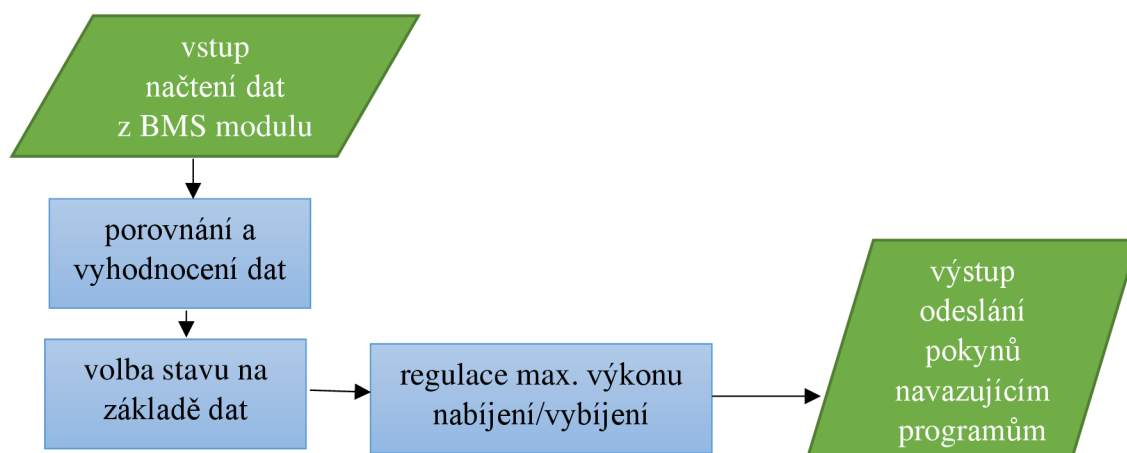 vstup
načtení dat
z BMS modulu
porovnání a
vyhodnocení dat
volba stavu na
základě dat
regulace max. výkonu
nabíjení/vybíjení
výstup
odeslání
pokynů
navazujícím
programům